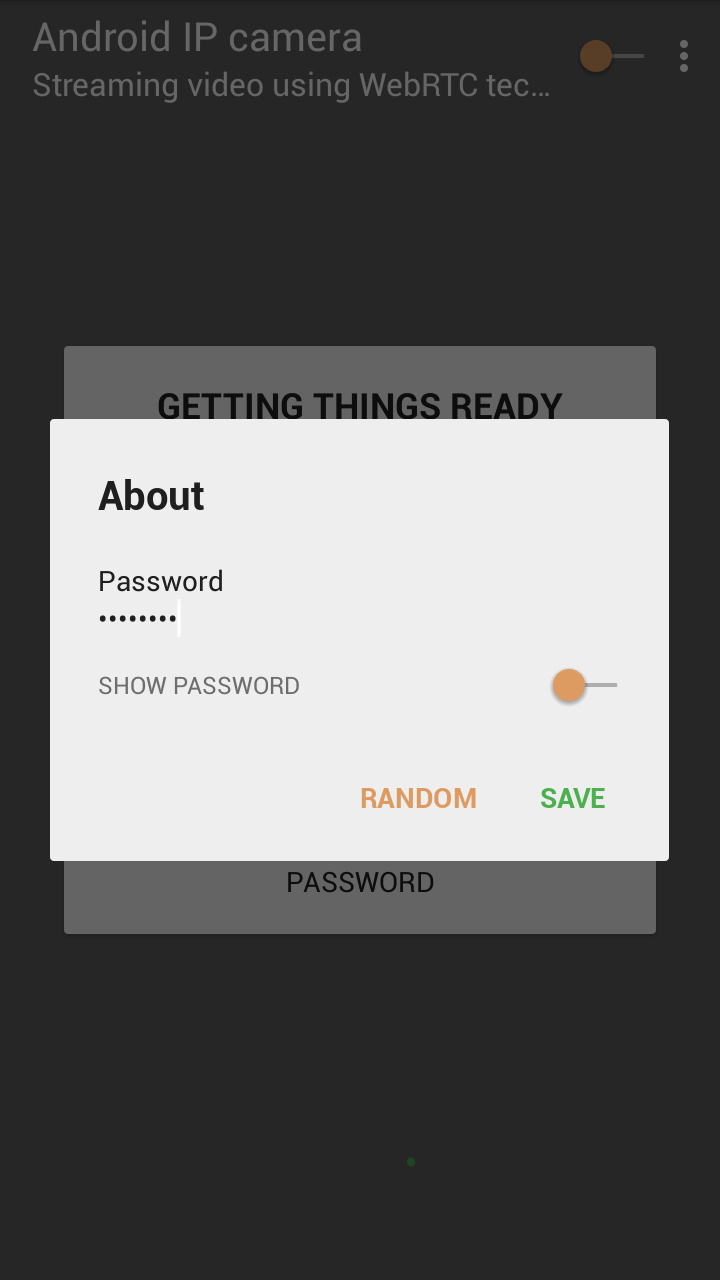 Android IP camera
Streaming video using WebRTC tec...
GETTING THINGS READY
About
Password
••••••••
SHOW PASSWORD
RANDOM SAVE
PASSWORD